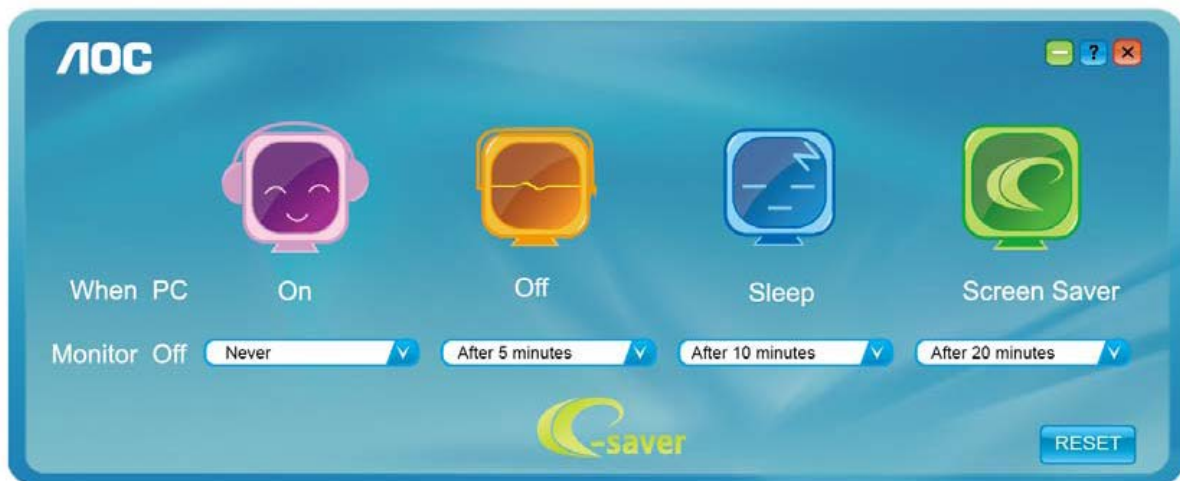 AOC
?
When PC On Off Sleep Screen Saver
Monitor Off Never After 5 minutes After 10 minutes After 20 minutes
e-saver
RESET